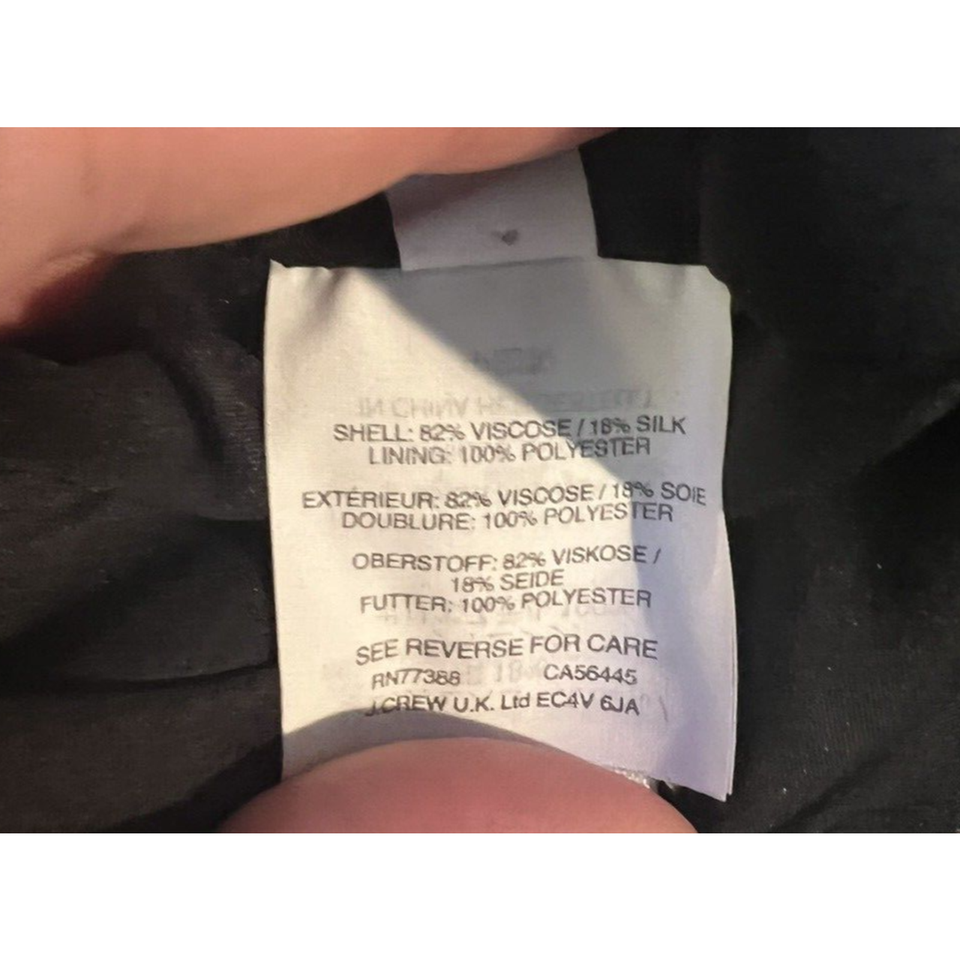 SHELL: 82% VISCOSE / 18% SILK
LINING: 100% POLYESTER
EXTÉRIEUR: 82% VISCOSE / 18% SOIE
DOUBLURE: 100% POLYESTER
OBERSTOFF: 82% VISKOSE /
18% SEIDE
FUTTER: 100% POLYESTER
SEE REVERSE FOR CARE
RN77388 CA56445
J.CREW U.K. Ltd EC4V 6JA